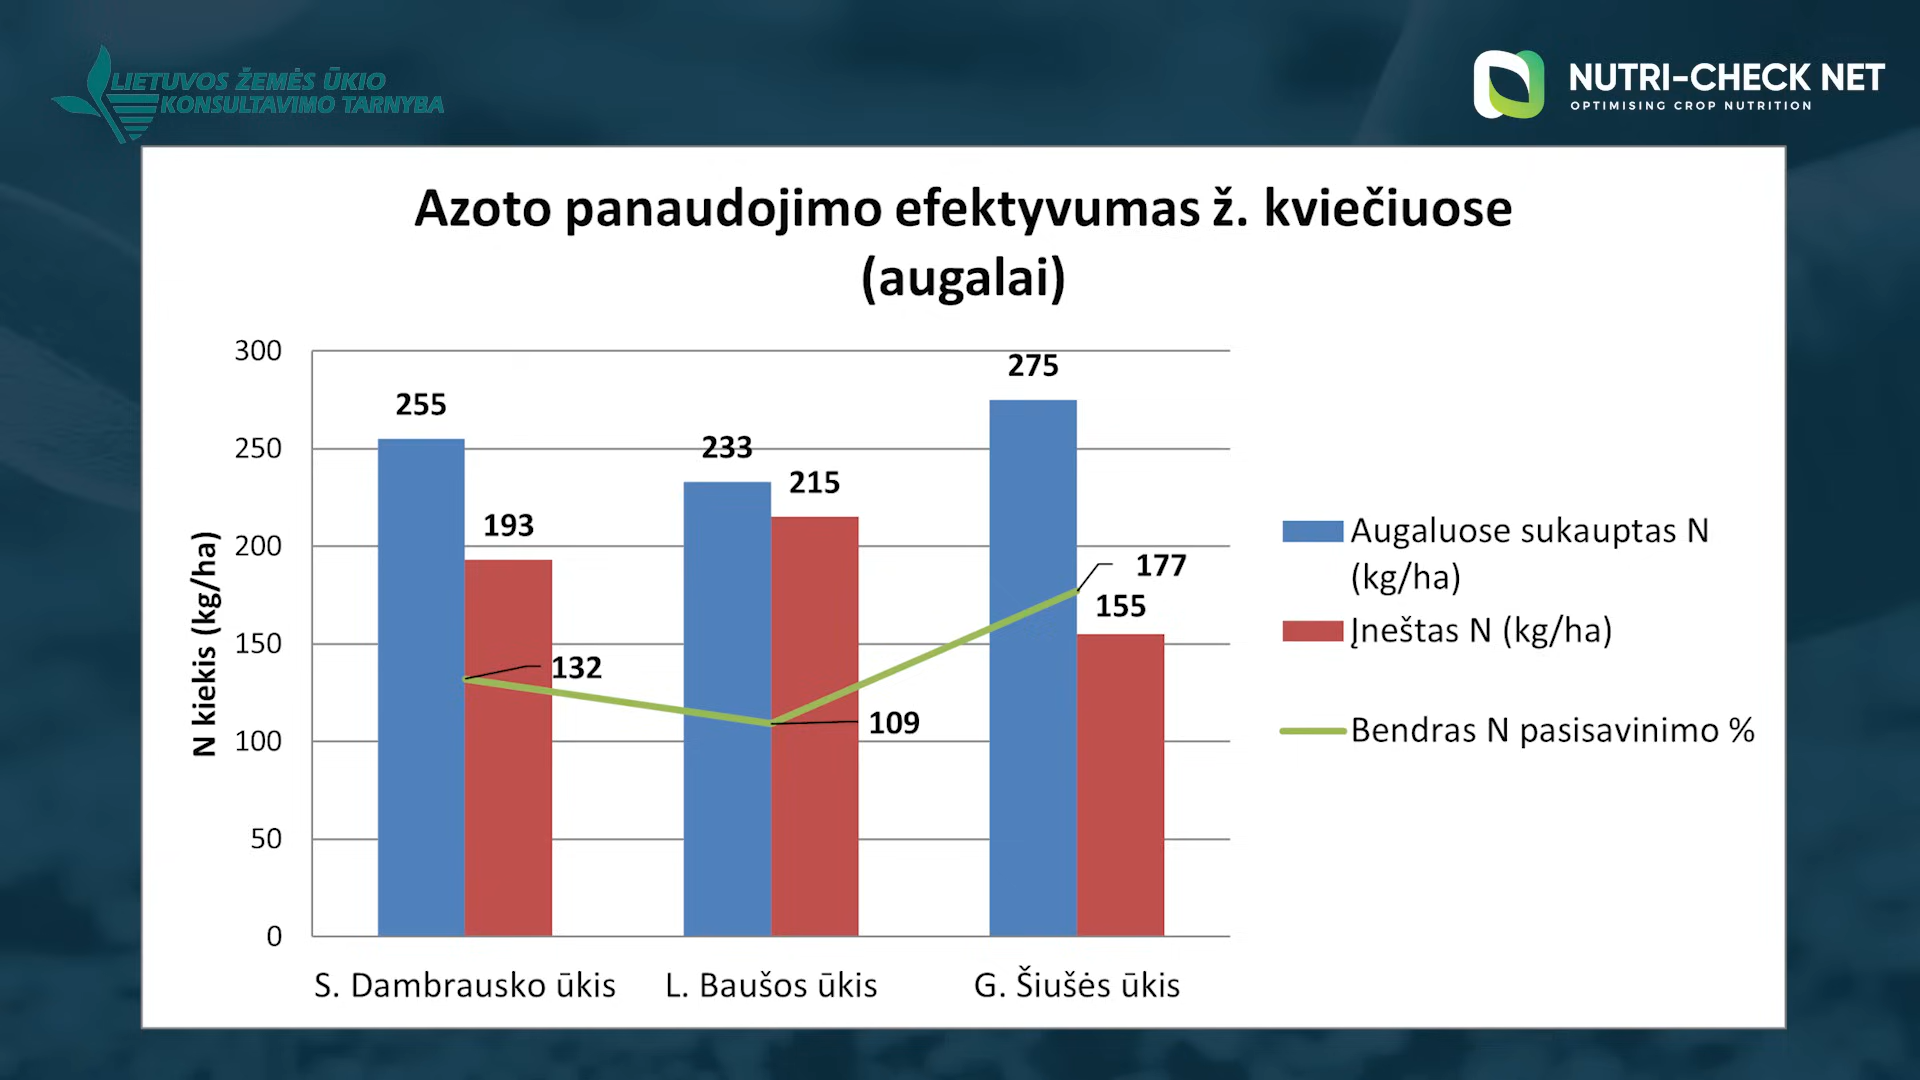 LIETUVOS ŽEMĖS ŪKIO
KONSULTAVIMO TARNYBA
NUTRI-CHECK NET
OPTIMISING CROP NUTRITION
Azoto panaudojimo efektyvumas ž. kviečiuose
(augalai)
N kiekis (kg/ha)
300
250
200
150
100
50
0
255
193
132
233
215
109
275
177
155
S. Dambrausko ūkis
L. Baušos ūkis
G. Šiušės ūkis
Augaluose sukauptas N
(kg/ha)
Įneštas N (kg/ha)
Bendras N pasisavinimo %